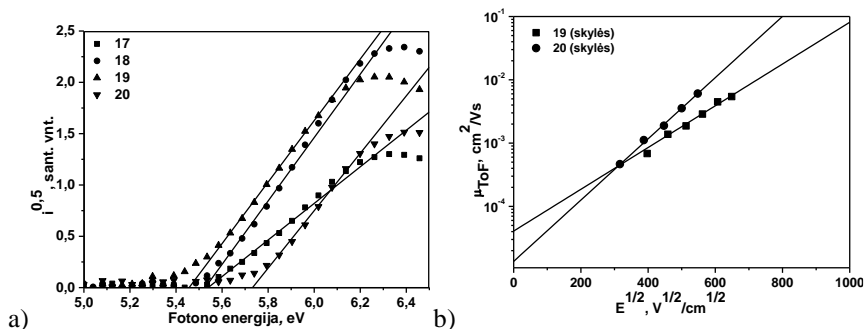 a)
i^0,5, sant. vnt.
2,5
2,0
1,5
1,0
0,5
0,0
17
18
19
20
5,0 5,2 5,4 5,6 5,8 6,0 6,2 6,4
Fotono energija, eV
b)
μ_ToF, cm^2/Vs
10^-1
10^-2
10^-3
10^-4
19 (skylės)
20 (skylės)
0 200 400 600 800 1000
E^1/2, V^1/2/cm^1/2